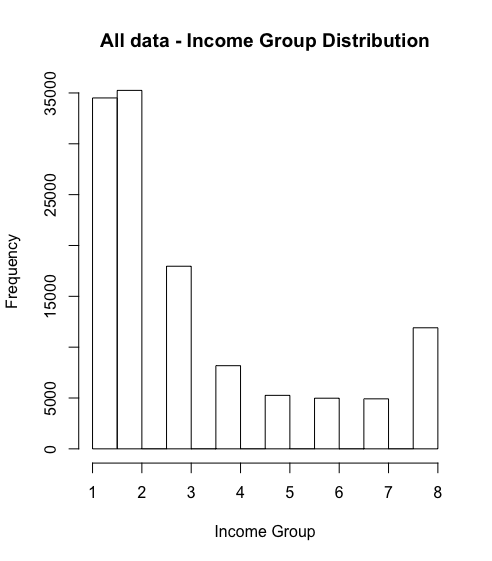 All data - Income Group Distribution
Frequency
35000
25000
15000
5000
0
1 2 3 4 5 6 7 8
Income Group